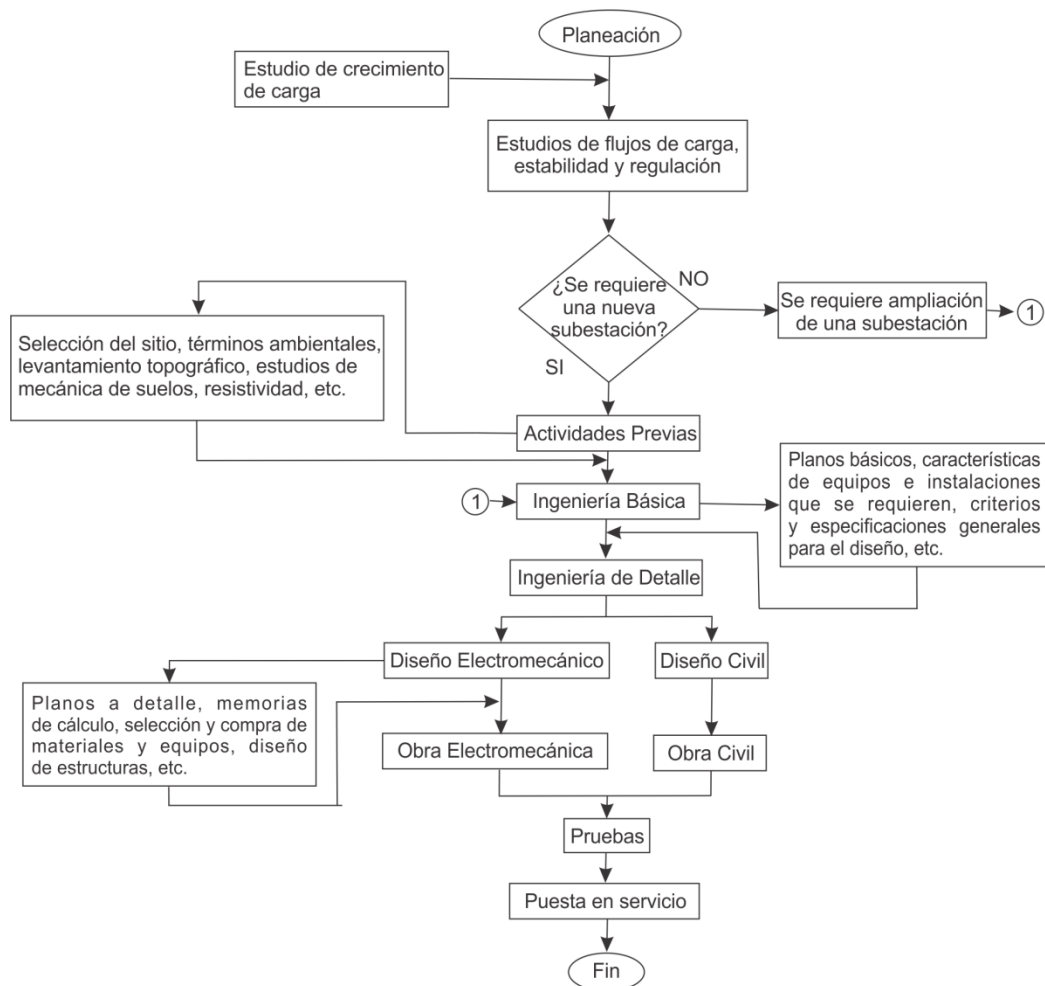 Planeación
Estudio de crecimiento
de carga
Estudios de flujos de carga,
estabilidad y regulación
¿Se requiere
una nueva
subestación?
NO
Se requiere ampliación
de una subestación
1
SI
Selección del sitio, términos ambientales,
levantamiento topográfico, estudios de
mecánica de suelos, resistividad, etc.
Actividades Previas
1
Ingeniería Básica
Planos básicos, características
de equipos e instalaciones
que se requieren, criterios
y especificaciones generales
para el diseño, etc.
Ingeniería de Detalle
Diseño Electromecánico
Diseño Civil
Planos a detalle, memorias
de cálculo, selección y compra de
materiales y equipos, diseño
de estructuras, etc.
Obra Electromecánica
Obra Civil
Pruebas
Puesta en servicio
Fin